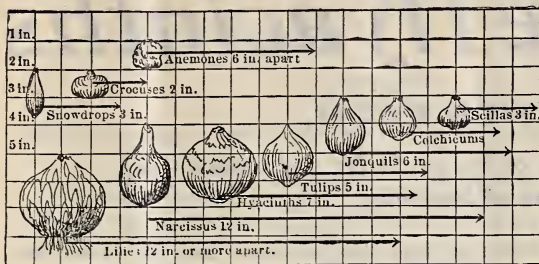 1 in.
2 in.
Anemones 6 in. apart
3 in.
Crocuses 2 in.
4 in.
Snowdrops 3 in.
Scillas 3 in.
Colchicums
5 in.
Jonquils 6 in.
Tulips 5 in.
Hyacinths 7 in.
Narcissus 12 in.
Lilies 12 in. or more apart.